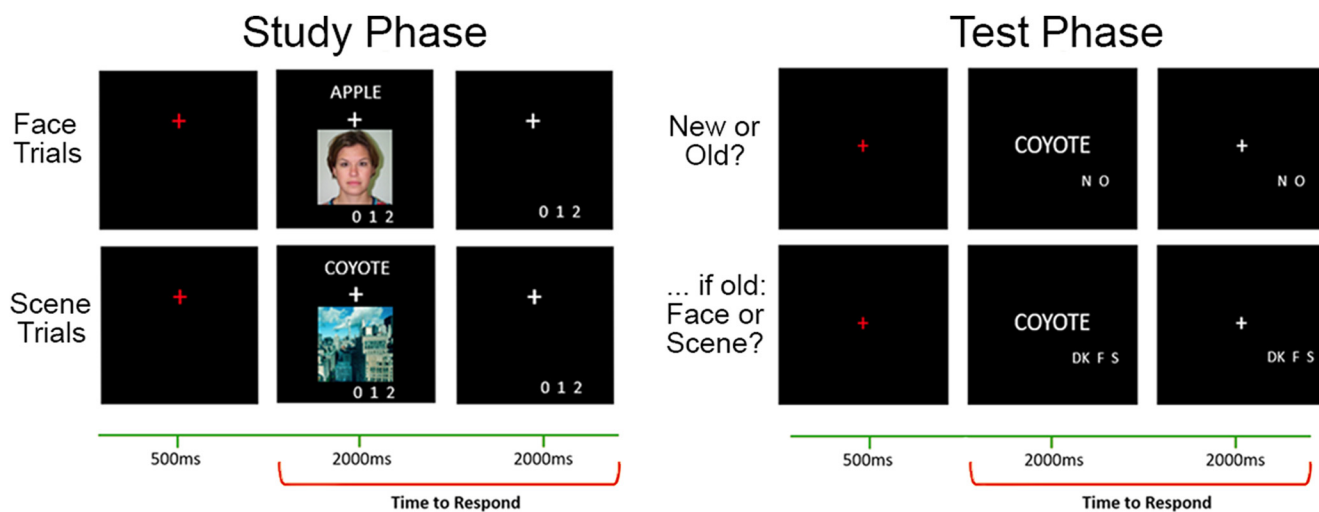 Study Phase
Test Phase
Face
Trials
APPLE
0 1 2
0 1 2
Scene
Trials
COYOTE
0 1 2
0 1 2
500ms
2000ms
2000ms
Time to Respond
New or
Old?
COYOTE
N O
N O
... if old:
Face or
Scene?
COYOTE
DK F S
DK F S
500ms
2000ms
2000ms
Time to Respond